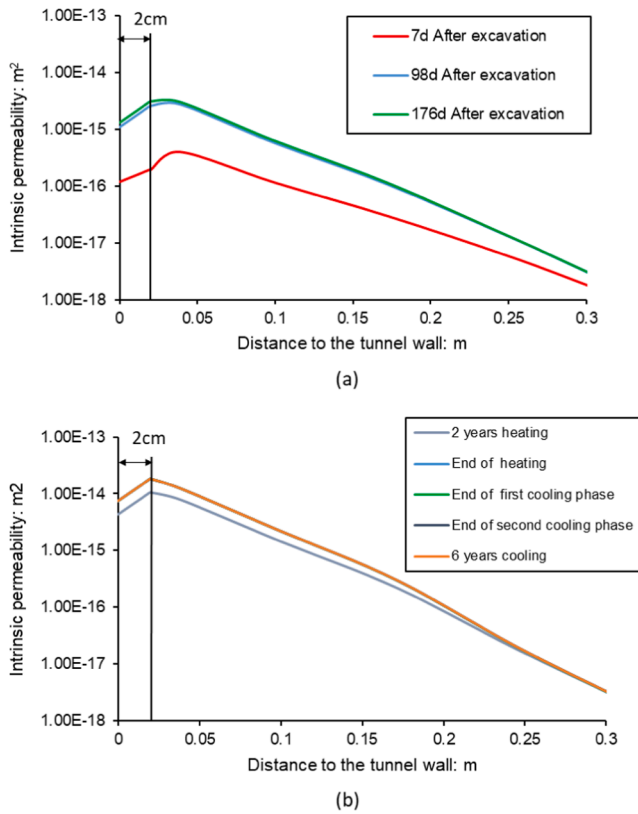 1.00E-13
2cm
7d After excavation
1.00E-14
98d After excavation
176d After excavation
1.00E-15
1.00E-16
1.00E-17
1.00E-18
Intrinsic permeability: m²
0 0.05 0.1 0.15 0.2 0.25 0.3
Distance to the tunnel wall: m
(a)
1.00E-13
2cm
2 years heating
End of heating
1.00E-14
End of first cooling phase
End of second cooling phase
1.00E-15
6 years cooling
1.00E-16
1.00E-17
1.00E-18
Intrinsic permeability: m2
0 0.05 0.1 0.15 0.2 0.25 0.3
Distance to the tunnel wall: m
(b)